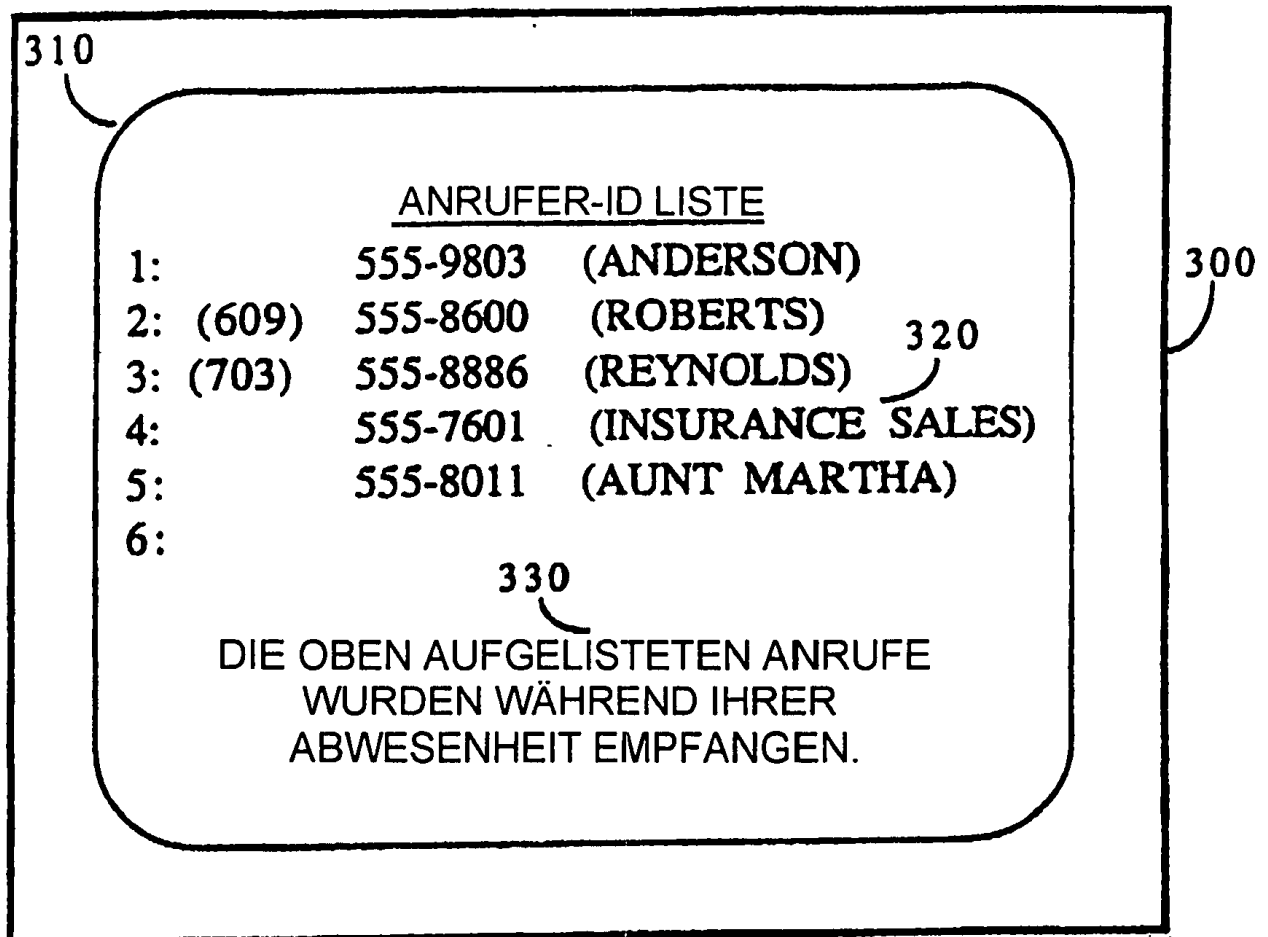 310
ANRUFER-ID LISTE
1: 555-9803 (ANDERSON)
300
2: (609) 555-8600 (ROBERTS)
320
3: (703) 555-8886 (REYNOLDS)
4: 555-7601 (INSURANCE SALES)
5: 555-8011 (AUNT MARTHA)
6:
330
DIE OBEN AUFGELISTETEN ANRUFE
WURDEN WÄHREND IHRER
ABWESENHEIT EMPFANGEN.